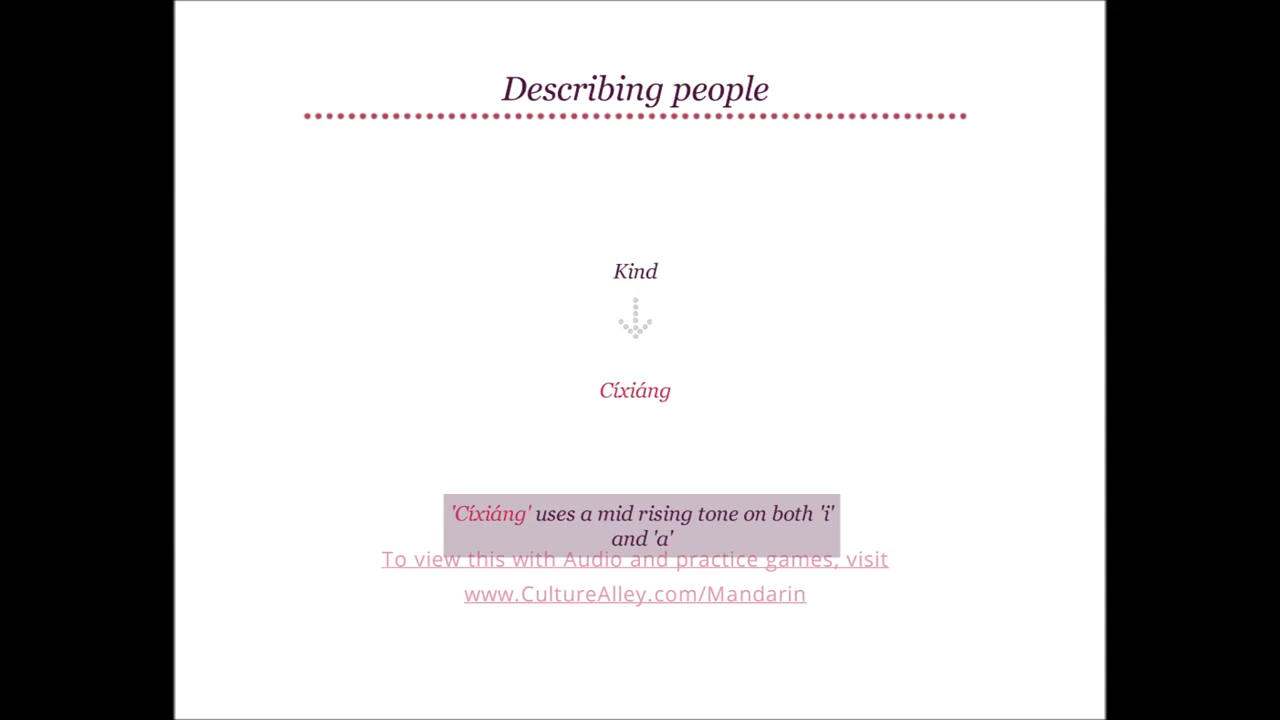 Describing people
Kind
Cíxiáng
'Cíxiáng' uses a mid rising tone on both 'i'
and 'a'
To view this with Audio and practice games, visit
www.CultureAlley.com/Mandarin